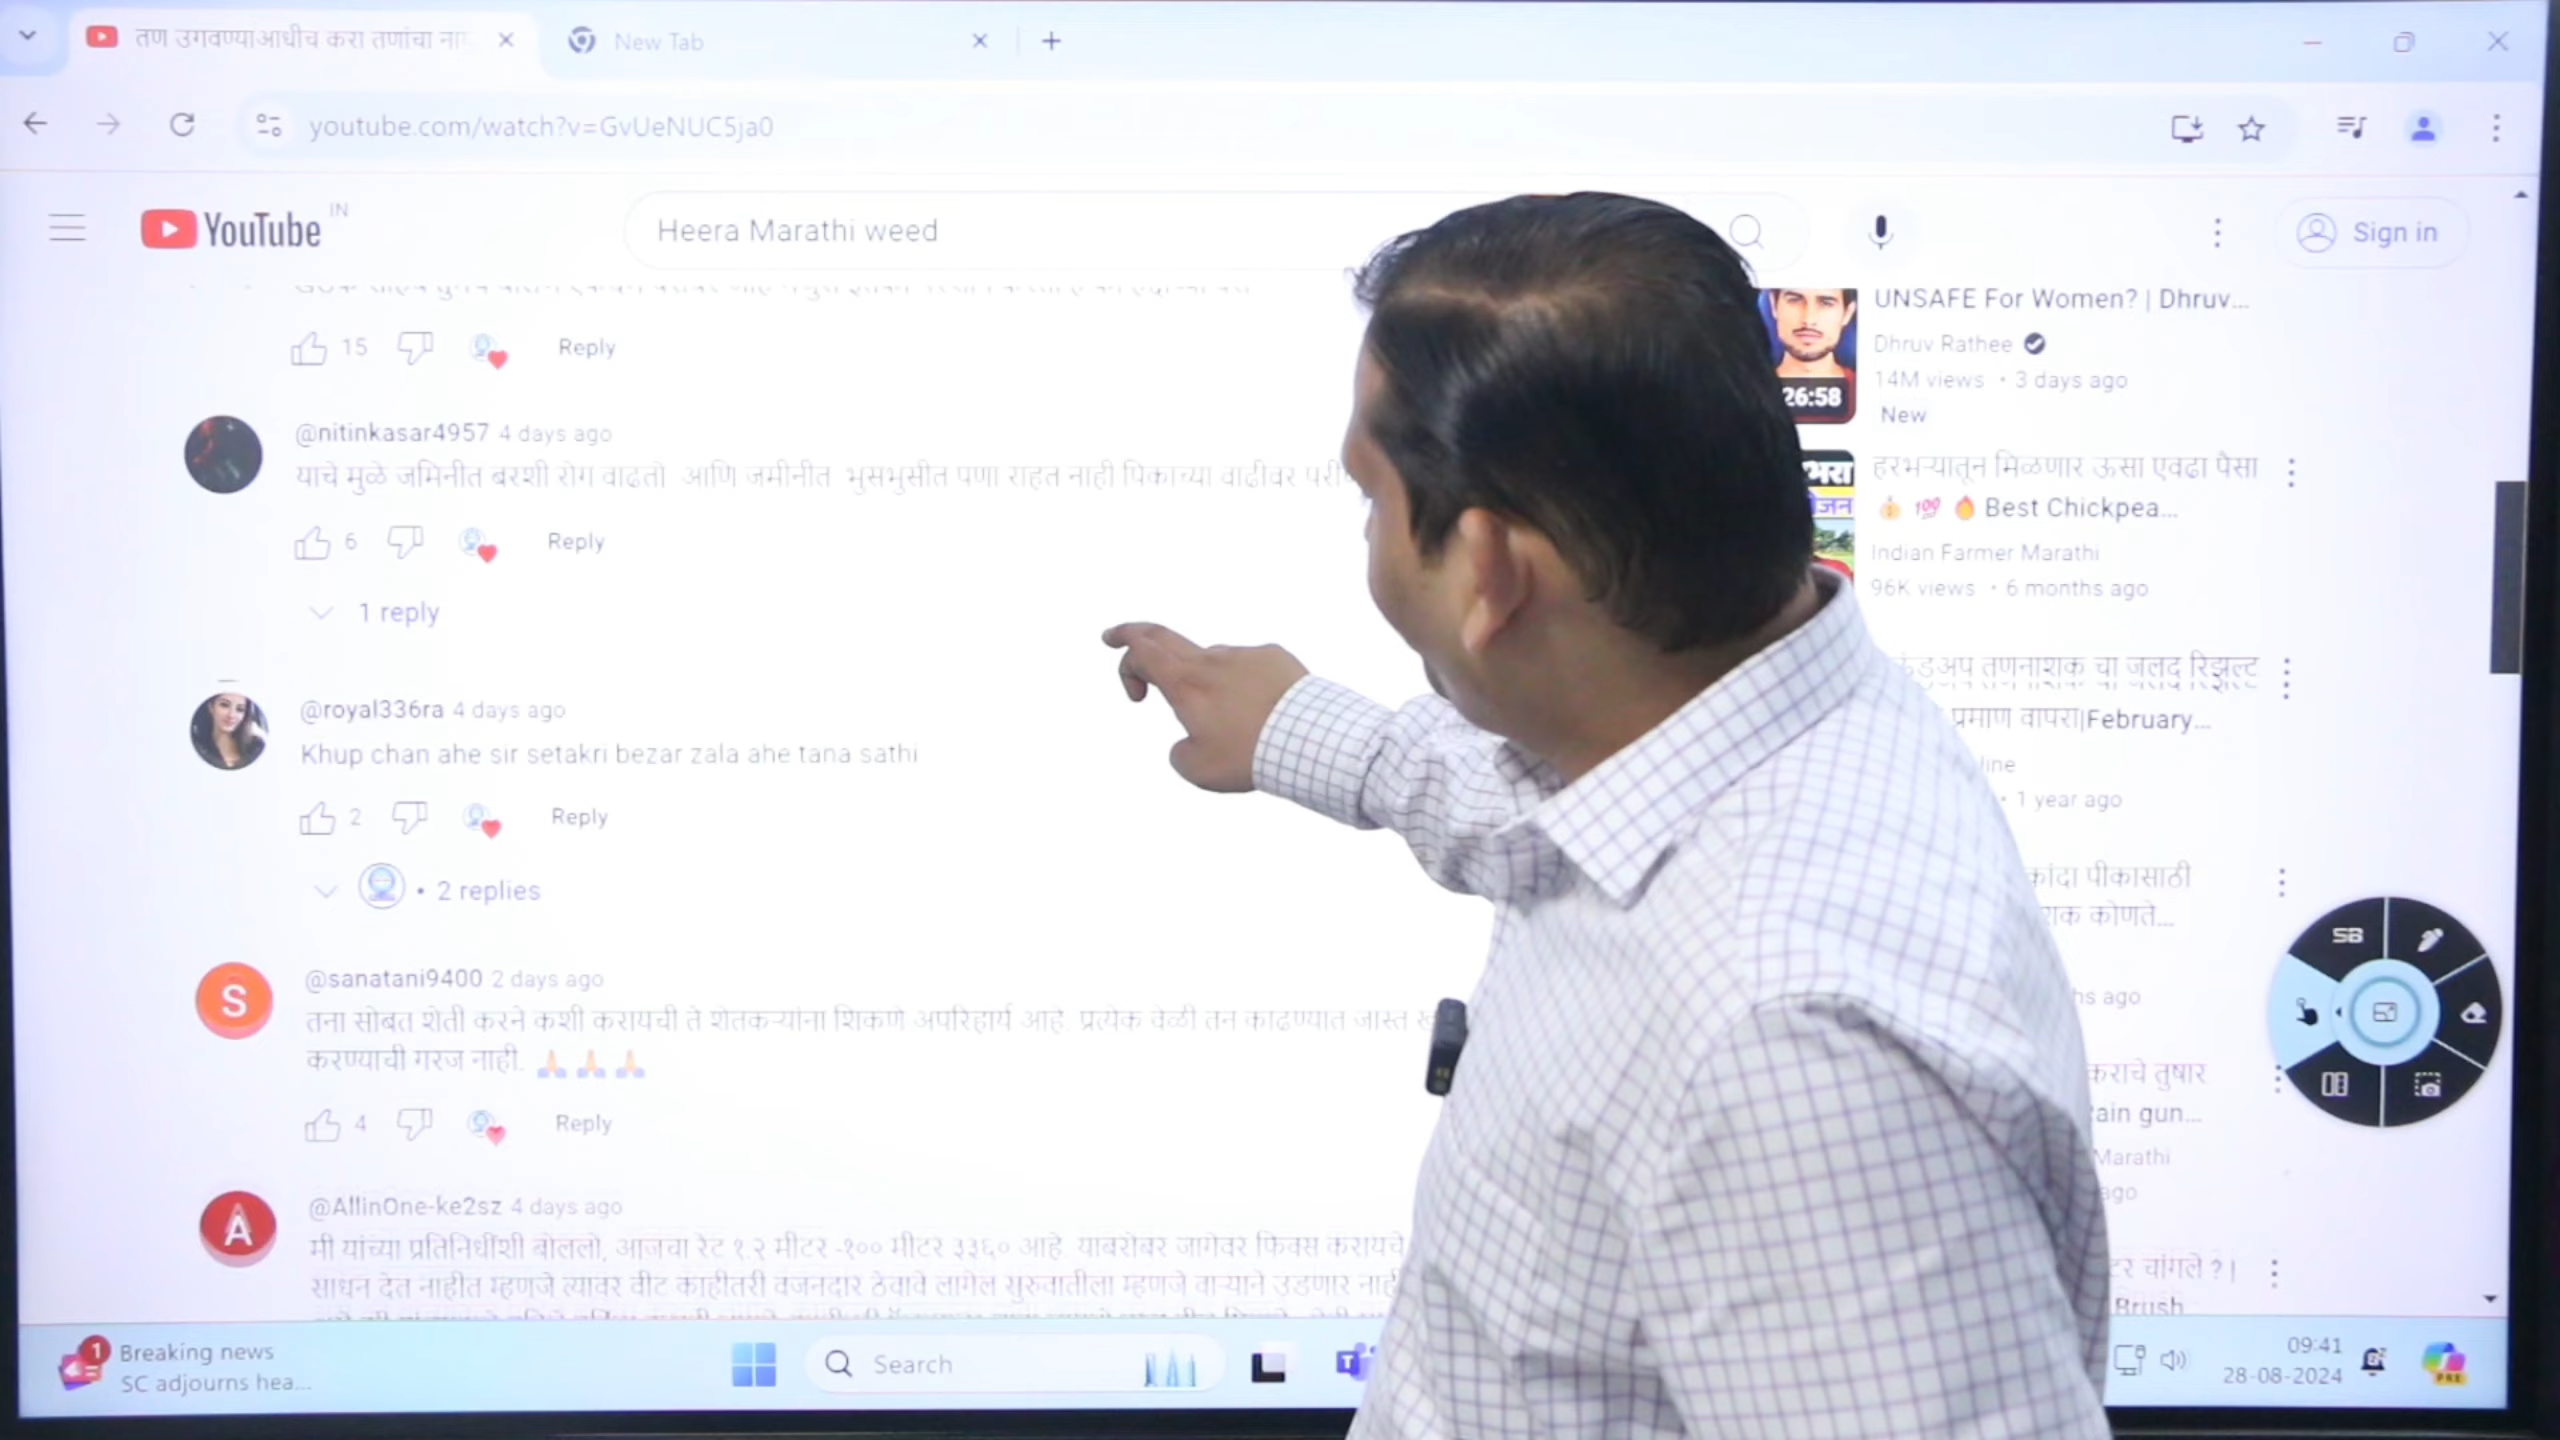 तण उगवण्याआधीच करा तणांचा
New Tab
youtube.com/watch?v=GvUeNUC5ja0
YouTube IN
Heera Marathi weed
Sign in
15
Reply
@nitinkasar4957 4 days ago
याचे मुळे जमिनीत बरशी रोग वाढतो आणि जमीनीत भुसभुसीत पणा राहत नाही पिकाच्या वाढीवर
6
Reply
1 reply
@royal336ra 4 days ago
Khup chan ahe sir setakri bezar zala ahe tana sathi
2
Reply
• 2 replies
@sanatani9400 2 days ago
तना सोबत शेती करने कशी करायची ते शेतकऱ्यांना शिकणे अपरिहार्य आहे. प्रत्येक वेळी तन काढण्यात जास्त
करण्याची गरज नाही. 🙏 🙏 🙏
4
Reply
@AllinOne-ke2sz 4 days ago
मी यांच्या प्रतिनिधींशी बोललो, आजचा रेट १.२ मीटर -१०० मीटर ३३६० आहे. याबरोबर जागेवर फिक्स करायचे
साधन देत नाहीत म्हणजे त्यावर वीट काहीतरी वजनदार ठेवावे लागेल सुरुवातीला म्हणजे वाऱ्याने उडणार नाही
UNSAFE For Women? | Dhruv...
Dhruv Rathee
14M views • 3 days ago
New
26:58
हरभऱ्यातून मिळणार ऊसा एवढा पैसा
💰 💯 🔥 Best Chickpea...
Indian Farmer Marathi
96K views • 6 months ago
तणनाशक चा जलद रिझल्ट
प्रमाण वापरा|February...
line
• 1 year ago
कांदा पीकासाठी
कोणते...
ago
तुषार
gun...
Marathi
ago
चांगले ? |
Brush
SB
Breaking news
SC adjourns hea...
1
Search
T
09:41
28-08-2024
PRE